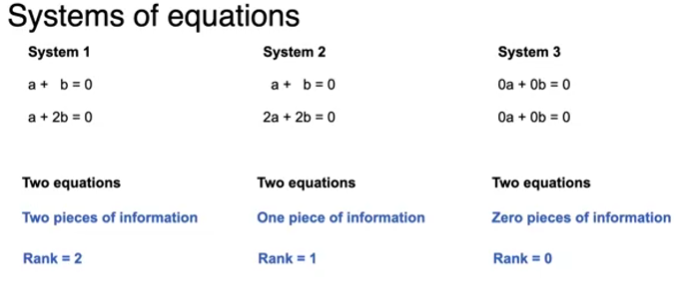 Systems of equations
System 1
a + b = 0
a + 2b = 0
Two equations
Two pieces of information
Rank = 2
System 2
a + b = 0
2a + 2b = 0
Two equations
One piece of information
Rank = 1
System 3
0a + 0b = 0
0a + 0b = 0
Two equations
Zero pieces of information
Rank = 0